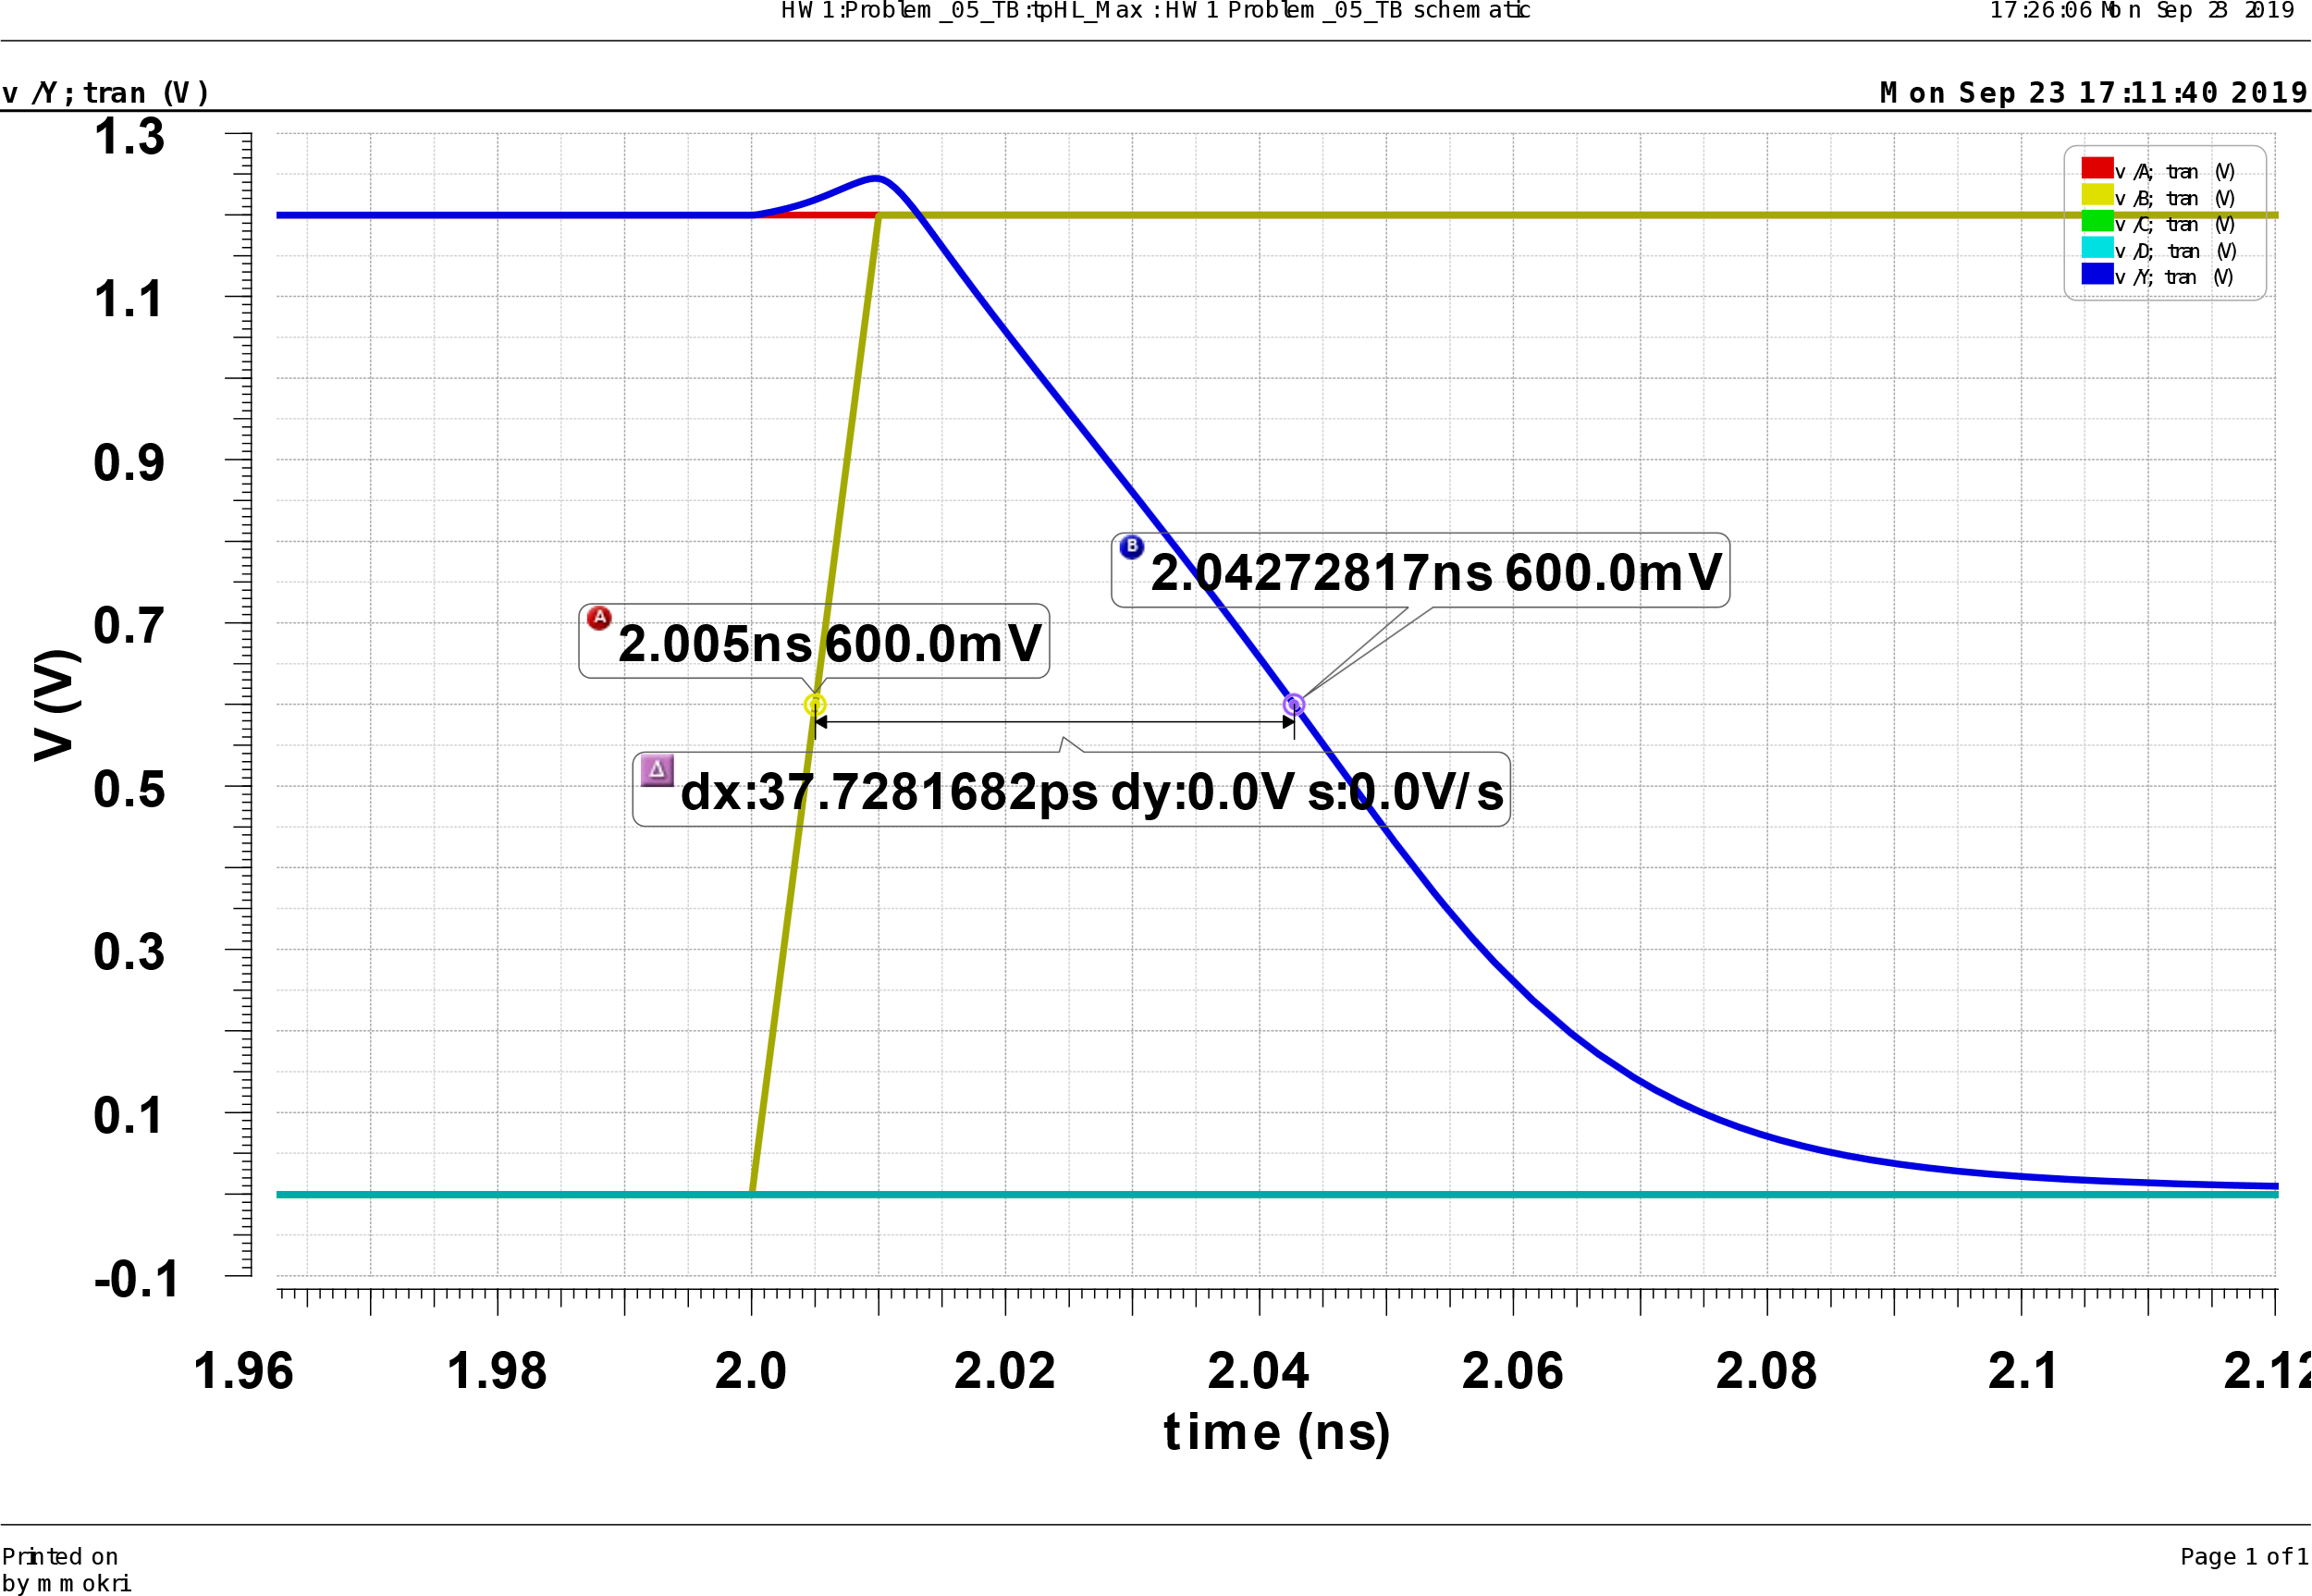 HW1:Problem_05_TB:tpHL_Max:HW1 Problem_05_TB schematic
17:26:06 Mon Sep 23 2019
v /Y; tran (V)
Mon Sep 23 17:11:40 2019
1.3
1.1
0.9
0.7
0.5
0.3
0.1
-0.1
V (V)
v /A; tran (V)
v /B; tran (V)
v /C; tran (V)
v /D; tran (V)
v /Y; tran (V)
B
2.04272817ns 600.0mV
A
2.005ns 600.0mV
Δ
dx:37.7281682ps dy:0.0V s:0.0V/s
1.96 1.98 2.0 2.02 2.04 2.06 2.08 2.1 2.12
time (ns)
Printed on
by mmokri
Page 1 of 1